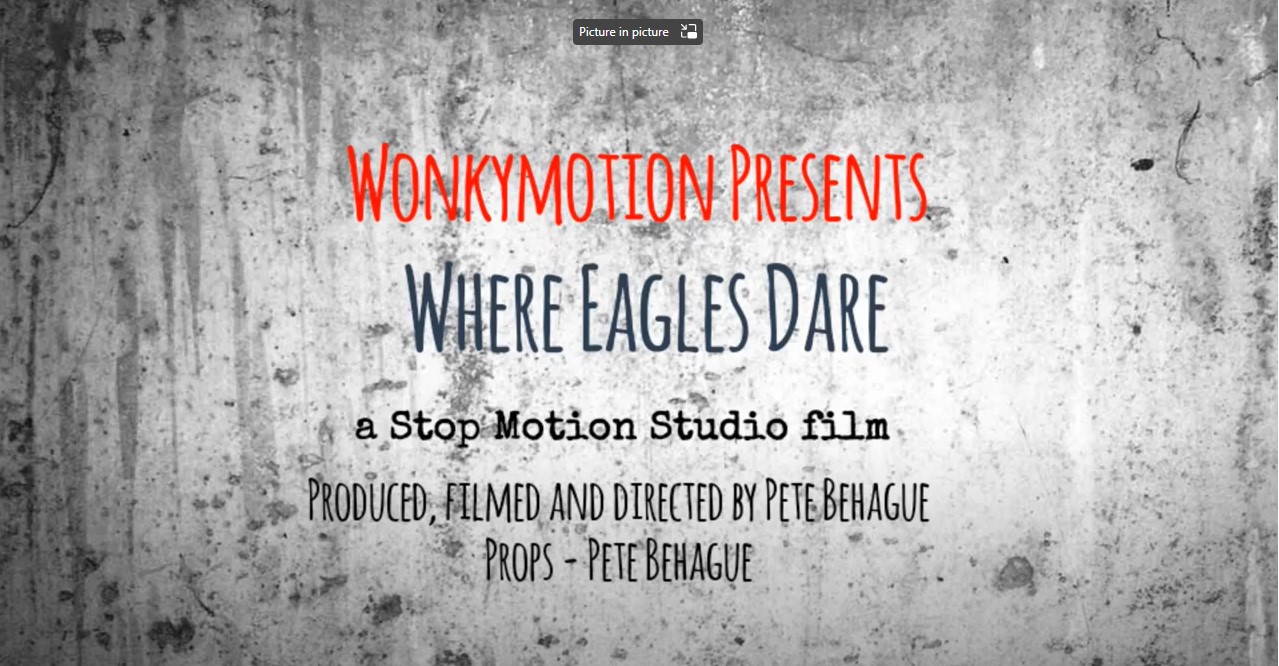 Picture in picture
Wonkymotion Presents
Where Eagles Dare
a Stop Motion Studio film
Produced, filmed and directed by Pete Behague
Props - Pete Behague